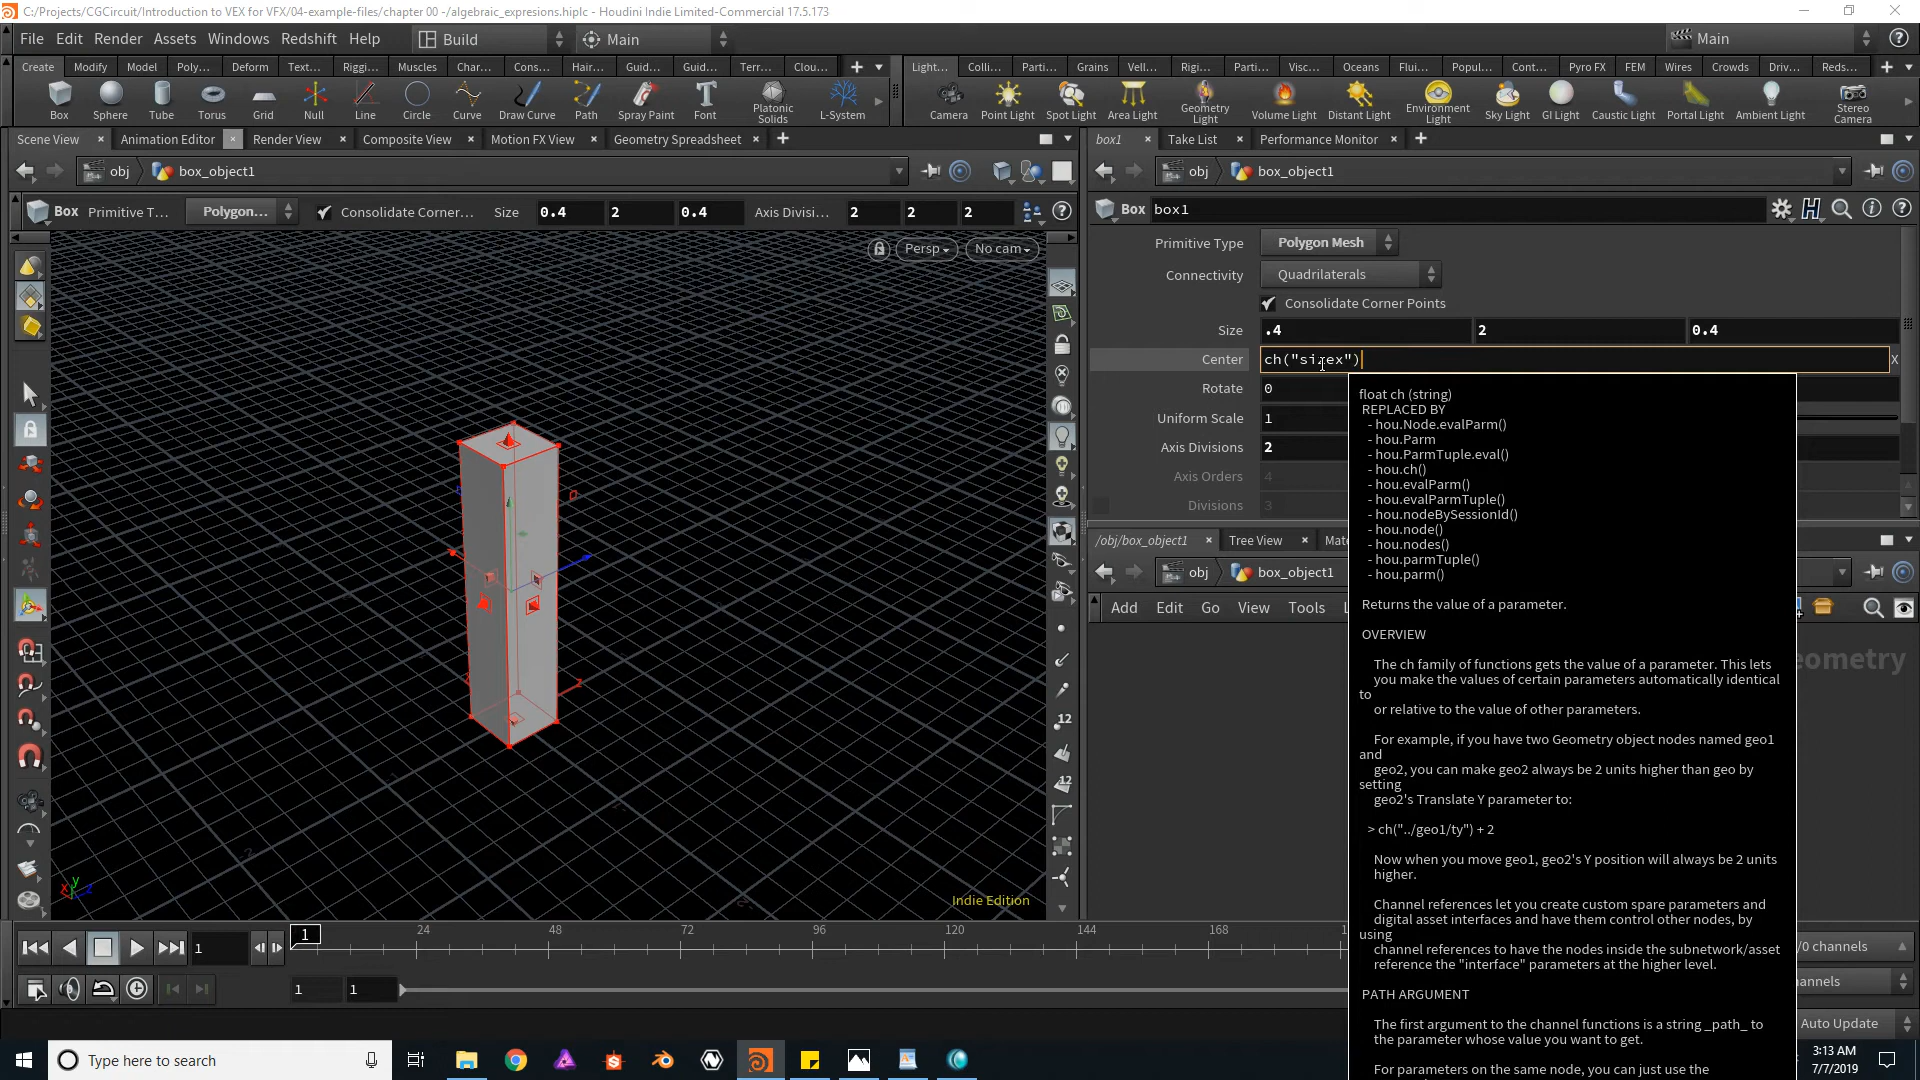 C:/Projects/CGCircuit/Introduction to VEX for VFX/04-example-files/chapter 00 -/algebraic_expresions.hiplc - Houdini Indie Limited-Commercial 17.5.173
File Edit Render Assets Windows Redshift Help Build Main Main
Create Modify Model Poly... Deform Text... Riggi... Muscles Char... Cons... Hair... Guid... Guid... Terr... Clou... Light... Colli... Parti... Grains Vell... Rigi... Parti... Visc... Oceans Flui... Popul... Cont... Pyro FX FEM Wires Crowds Driv... Reds...
Box Sphere Tube Torus Grid Null Line Circle Curve Draw Curve Path Spray Paint Font Platonic Solids L-System Camera Point Light Spot Light Area Light Geometry Light Volume Light Distant Light Environment Light Sky Light GI Light Caustic Light Portal Light Ambient Light Stereo Camera
Scene View Animation Editor Render View Composite View Motion FX View Geometry Spreadsheet
box1 Take List Performance Monitor
obj box_object1
obj box_object1
Box Primitive T... Polygon... Consolidate Corner... Size 0.4 2 0.4 Axis Divisi... 2 2 2
Box box1
Persp No cam
Primitive Type Polygon Mesh
Connectivity Quadrilaterals
Consolidate Corner Points
Size .4 2 0.4
Center ch("sizex") X
Rotate 0
Uniform Scale 1
Axis Divisions 2
Axis Orders 4
Divisions 3
/obj/box_object1 Tree View Mate
obj box_object1
Add Edit Go View Tools
eometry
float ch (string)
REPLACED BY
- hou.Node.evalParm()
- hou.Parm
- hou.ParmTuple.eval()
- hou.ch()
- hou.evalParm()
- hou.evalParmTuple()
- hou.nodeBySessionId()
- hou.node()
- hou.nodes()
- hou.parmTuple()
- hou.parm()
Returns the value of a parameter.
OVERVIEW
The ch family of functions gets the value of a parameter. This lets
you make the values of certain parameters automatically identical
to
or relative to the value of other parameters.
For example, if you have two Geometry object nodes named geo1
and
geo2, you can make geo2 always be 2 units higher than geo by
setting
geo2's Translate Y parameter to:
> ch("../geo1/ty") + 2
Now when you move geo1, geo2's Y position will always be 2 units
higher.
Channel references let you create custom spare parameters and
digital asset interfaces and have them control other nodes, by
using
channel references to have the nodes inside the subnetwork/asset
reference the "interface" parameters at the higher level.
PATH ARGUMENT
The first argument to the channel functions is a string _path_ to
the parameter whose value you want to get.
For parameters on the same node, you can just use the
12
12
x y z
Indie Edition
1 1 24 48 72 96 120 144 168
/0 channels
1 1
annels
Auto Update
Type here to search
3:13 AM
7/7/2019